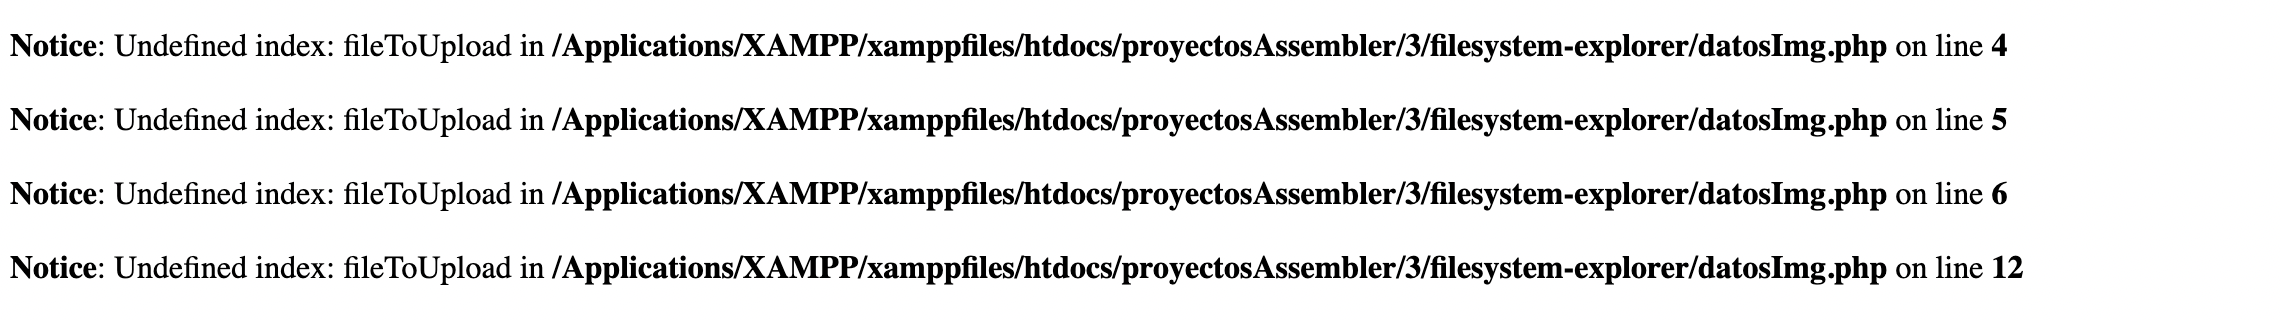 Notice: Undefined index: fileToUpload in /Applications/XAMPP/xamppfiles/htdocs/proyectosAssembler/3/filesystem-explorer/datosImg.php on line 4
Notice: Undefined index: fileToUpload in /Applications/XAMPP/xamppfiles/htdocs/proyectosAssembler/3/filesystem-explorer/datosImg.php on line 5
Notice: Undefined index: fileToUpload in /Applications/XAMPP/xamppfiles/htdocs/proyectosAssembler/3/filesystem-explorer/datosImg.php on line 6
Notice: Undefined index: fileToUpload in /Applications/XAMPP/xamppfiles/htdocs/proyectosAssembler/3/filesystem-explorer/datosImg.php on line 12